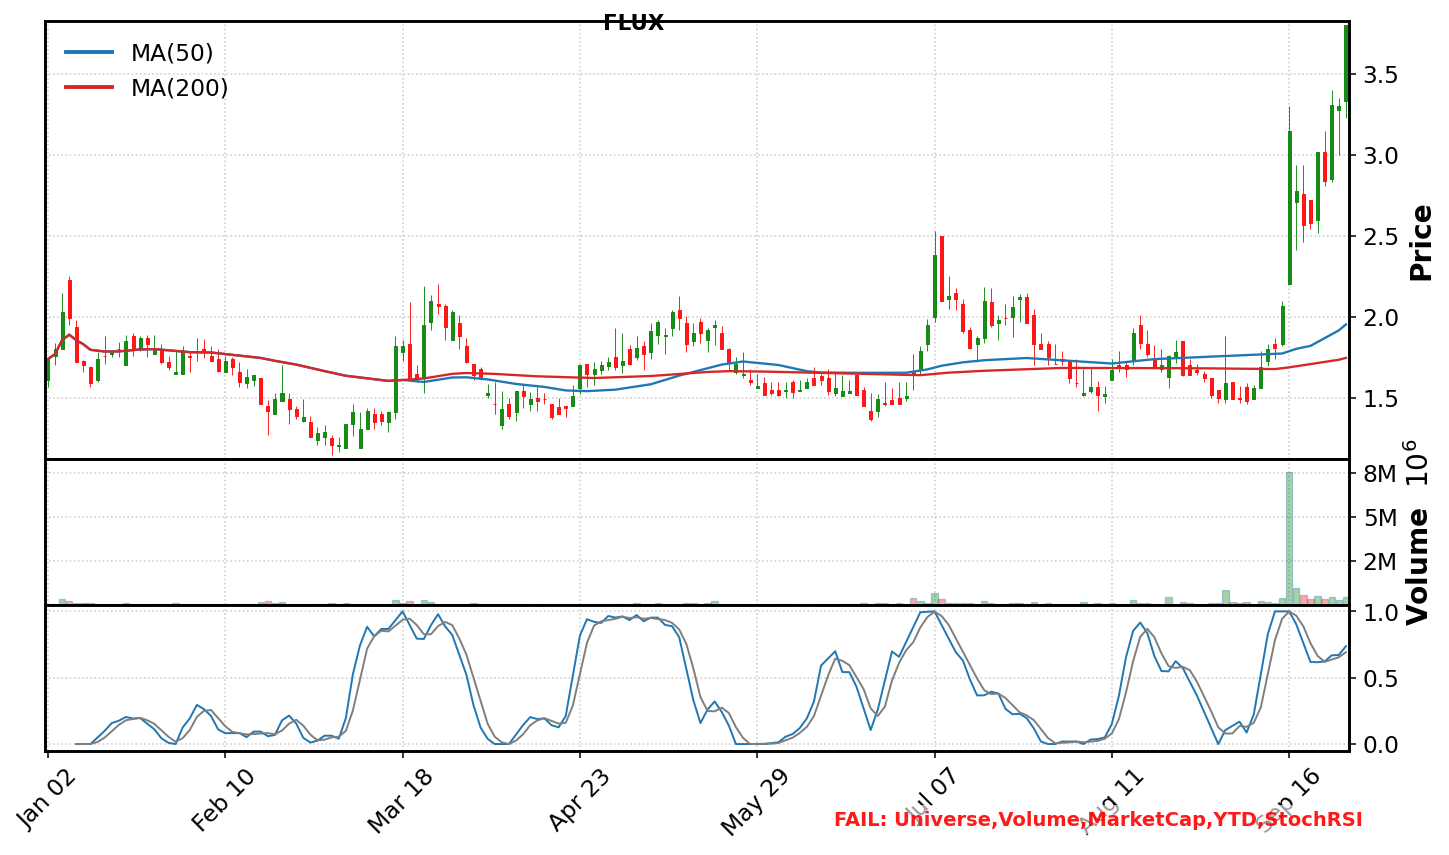 FLUX
MA(50)
MA(200)
3.5
3.0
2.5
2.0
1.5
Price
8M
5M
2M
Volume 10⁶
1.0
0.5
0.0
Jan 02
Feb 10
Mar 18
Apr 23
May 29
Jul 07
Aug 11
Sep 16
FAIL: Universe,Volume,MarketCap,YTD,StochRSI